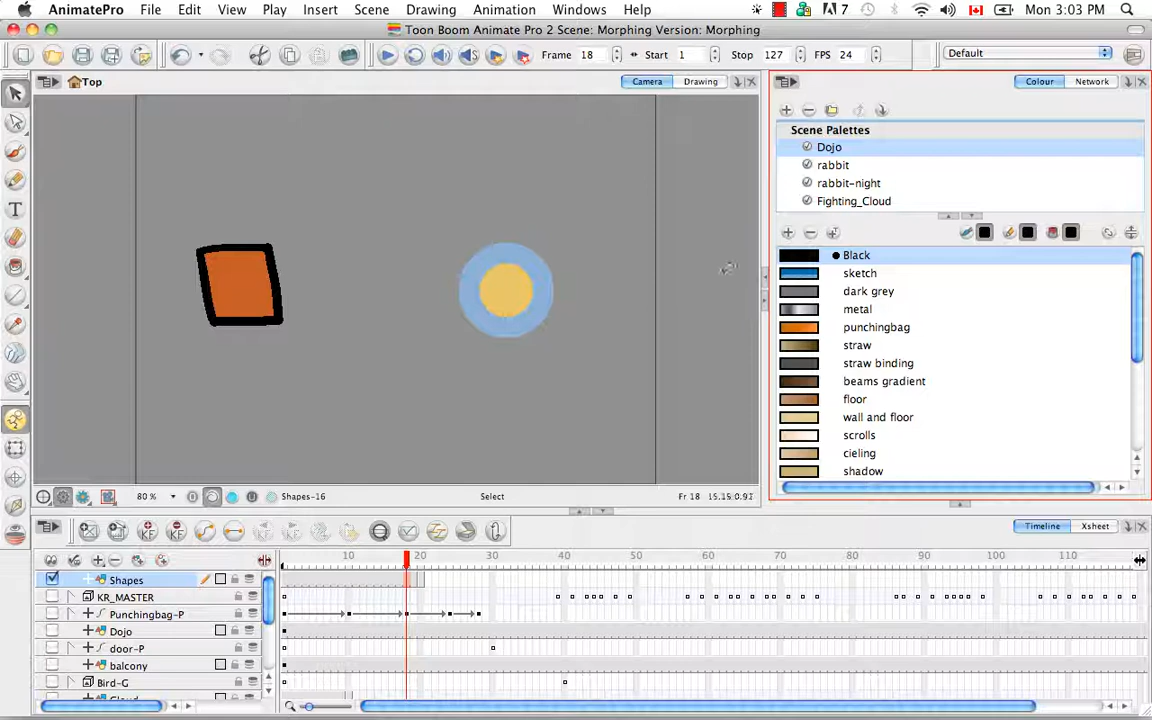 AnimatePro File Edit View Play Insert Scene Drawing Animation Windows Help 7 Mon 3:03 PM
Toon Boom Animate Pro 2 Scene: Morphing Version: Morphing
Frame 18 Start 1 Stop 127 FPS 24 Default
Top Camera Drawing Colour Network
Scene Palettes
Dojo
rabbit
rabbit-night
Fighting_Cloud
Black
sketch
dark grey
metal
punchingbag
straw
straw binding
beams gradient
floor
wall and floor
scrolls
cieling
shadow
80% Shapes-16 Select Fr 18
Timeline Xsheet
10 20 30 40 50 60 70 80 90 100 110
Shapes
KR_MASTER
Punchingbag-P
Dojo
door-P
balcony
Bird-G
Cloud